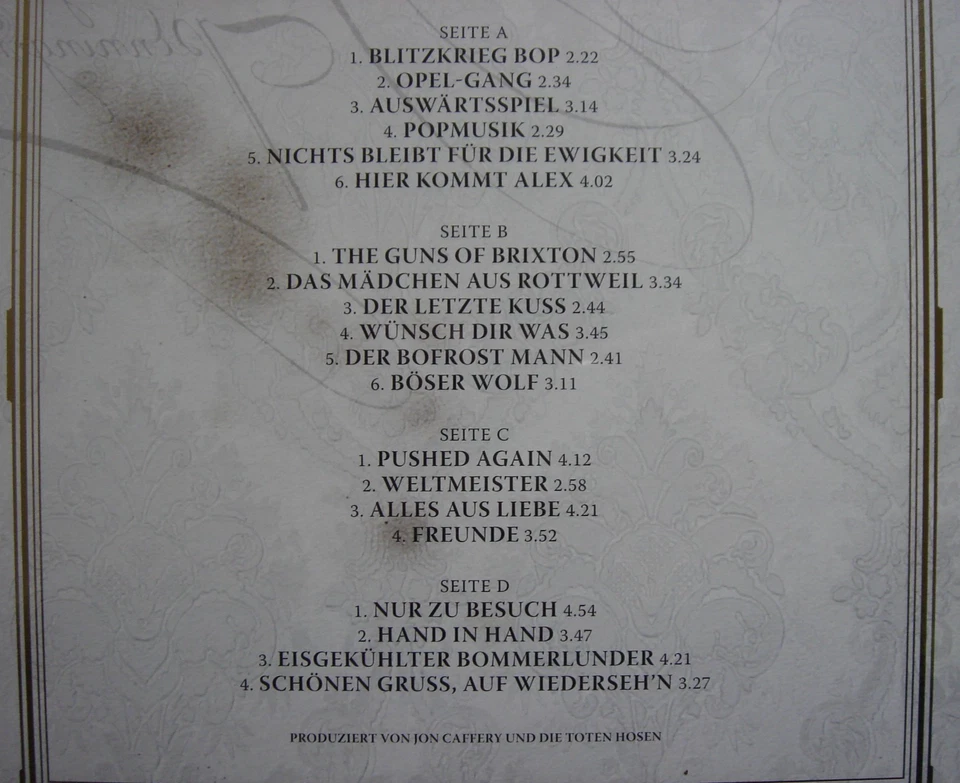 SEITE A
1. BLITZKRIEG BOP 2.22
2. OPEL-GANG 2.34
3. AUSWÄRTSSPIEL 3.14
4. POPMUSIK 2.29
5. NICHTS BLEIBT FÜR DIE EWIGKEIT 3.24
6. HIER KOMMT ALEX 4.02
SEITE B
1. THE GUNS OF BRIXTON 2.55
2. DAS MÄDCHEN AUS ROTTWEIL 3.34
3. DER LETZTE KUSS 2.44
4. WÜNSCH DIR WAS 3.45
5. DER BOFROST MANN 2.41
6. BÖSER WOLF 3.11
SEITE C
1. PUSHED AGAIN 4.12
2. WELTMEISTER 2.58
3. ALLES AUS LIEBE 4.21
4. FREUNDE 3.52
SEITE D
1. NUR ZU BESUCH 4.54
2. HAND IN HAND 3.47
3. EISGEKÜHLTER BOMMERLUNDER 4.21
4. SCHÖNEN GRUSS, AUF WIEDERSEH'N 3.27
PRODUZIERT VON JON CAFFERY UND DIE TOTEN HOSEN